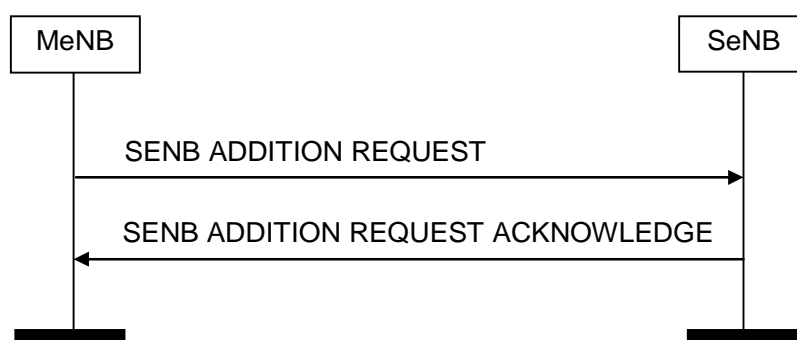 MeNB
SeNB
SENB ADDITION REQUEST
SENB ADDITION REQUEST ACKNOWLEDGE